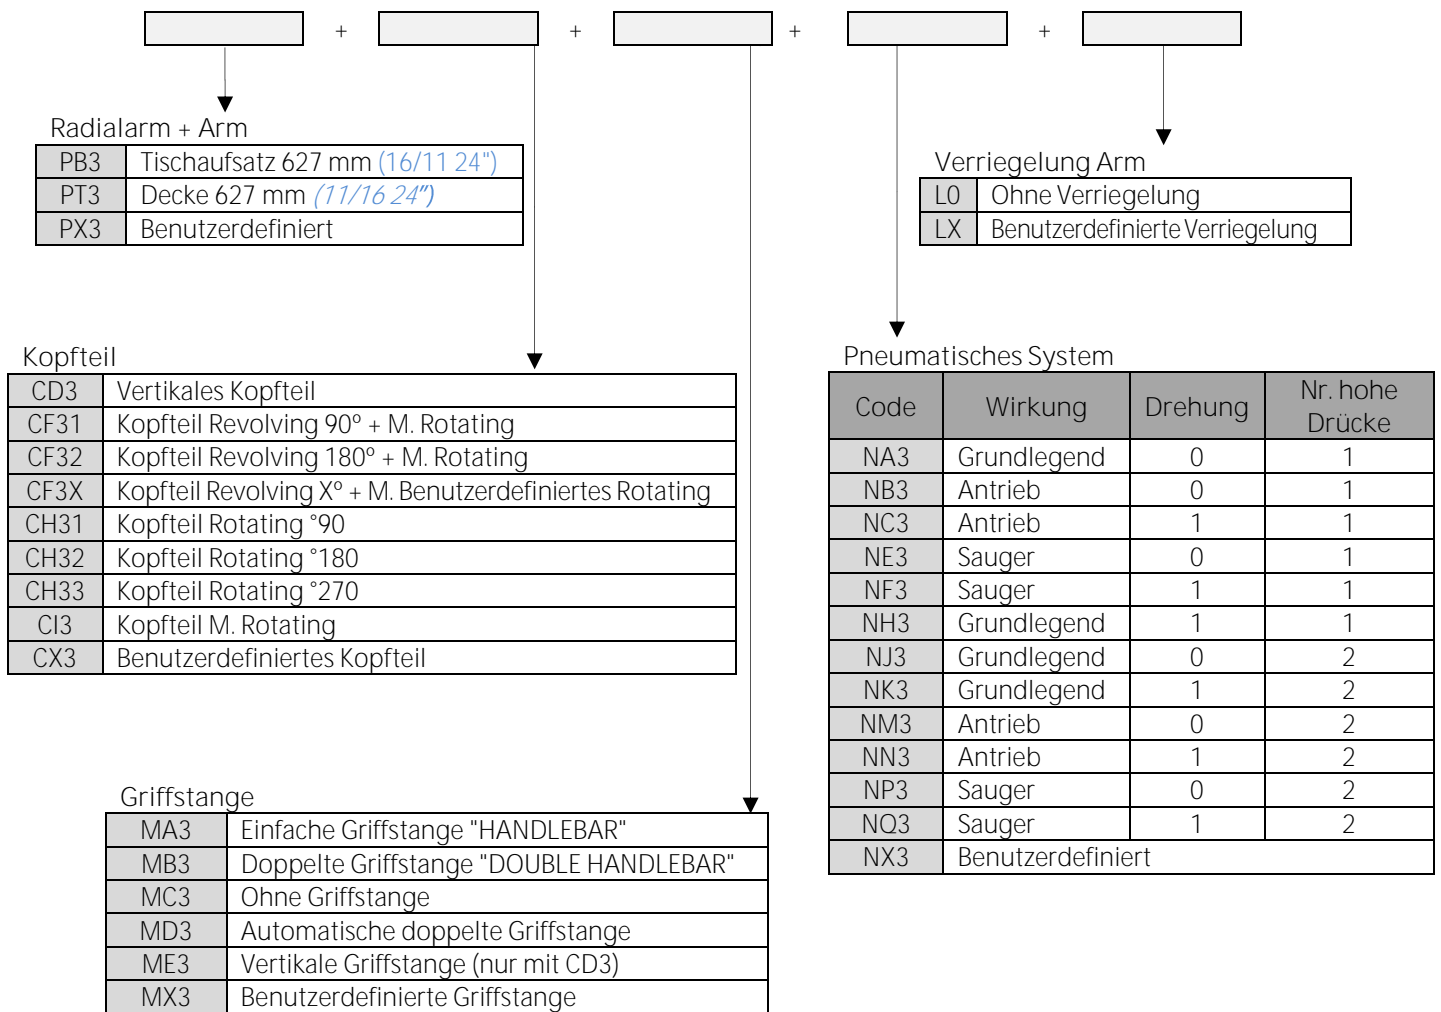 + + + +
Radialarm + Arm
PB3 Tischaufsatz 627 mm (16/11 24")
PT3 Decke 627 mm (11/16 24")
PX3 Benutzerdefiniert
Verriegelung Arm
L0 Ohne Verriegelung
LX Benutzerdefinierte Verriegelung
Kopfteil
CD3 Vertikales Kopfteil
CF31 Kopfteil Revolving 90º + M. Rotating
CF32 Kopfteil Revolving 180º + M. Rotating
CF3X Kopfteil Revolving Xº + M. Benutzerdefiniertes Rotating
CH31 Kopfteil Rotating °90
CH32 Kopfteil Rotating °180
CH33 Kopfteil Rotating °270
CI3 Kopfteil M. Rotating
CX3 Benutzerdefiniertes Kopfteil
Pneumatisches System
Code Wirkung Drehung Nr. hohe
Drücke
NA3 Grundlegend 0 1
NB3 Antrieb 0 1
NC3 Antrieb 1 1
NE3 Sauger 0 1
NF3 Sauger 1 1
NH3 Grundlegend 1 1
NJ3 Grundlegend 0 2
NK3 Grundlegend 1 2
NM3 Antrieb 0 2
NN3 Antrieb 1 2
NP3 Sauger 0 2
NQ3 Sauger 1 2
NX3 Benutzerdefiniert
Griffstange
MA3 Einfache Griffstange "HANDLEBAR"
MB3 Doppelte Griffstange "DOUBLE HANDLEBAR"
MC3 Ohne Griffstange
MD3 Automatische doppelte Griffstange
ME3 Vertikale Griffstange (nur mit CD3)
MX3 Benutzerdefinierte Griffstange